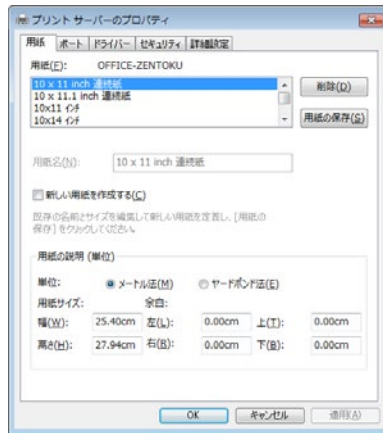 プリント サーバーのプロパティ
用紙 ポート ドライバー セキュリティ 詳細設定
用紙(F): OFFICE-ZENTOKU
10 x 11 inch 連続紙
10 x 11.1 inch 連続紙
10x11 インチ
10x14 インチ
削除(D)
用紙の保存(S)
用紙名(N): 10 x 11 inch 連続紙
新しい用紙を作成する(C)
既存の名前とサイズを編集して新しい用紙を定義し、[用紙の
保存] をクリックしてください。
用紙の説明 (単位)
単位: メートル法(M) ヤードポンド法(E)
用紙サイズ: 余白:
幅(W): 25.40cm 左(L): 0.00cm 上(T): 0.00cm
高さ(H): 27.94cm 右(R): 0.00cm 下(B): 0.00cm
OK キャンセル 適用(A)